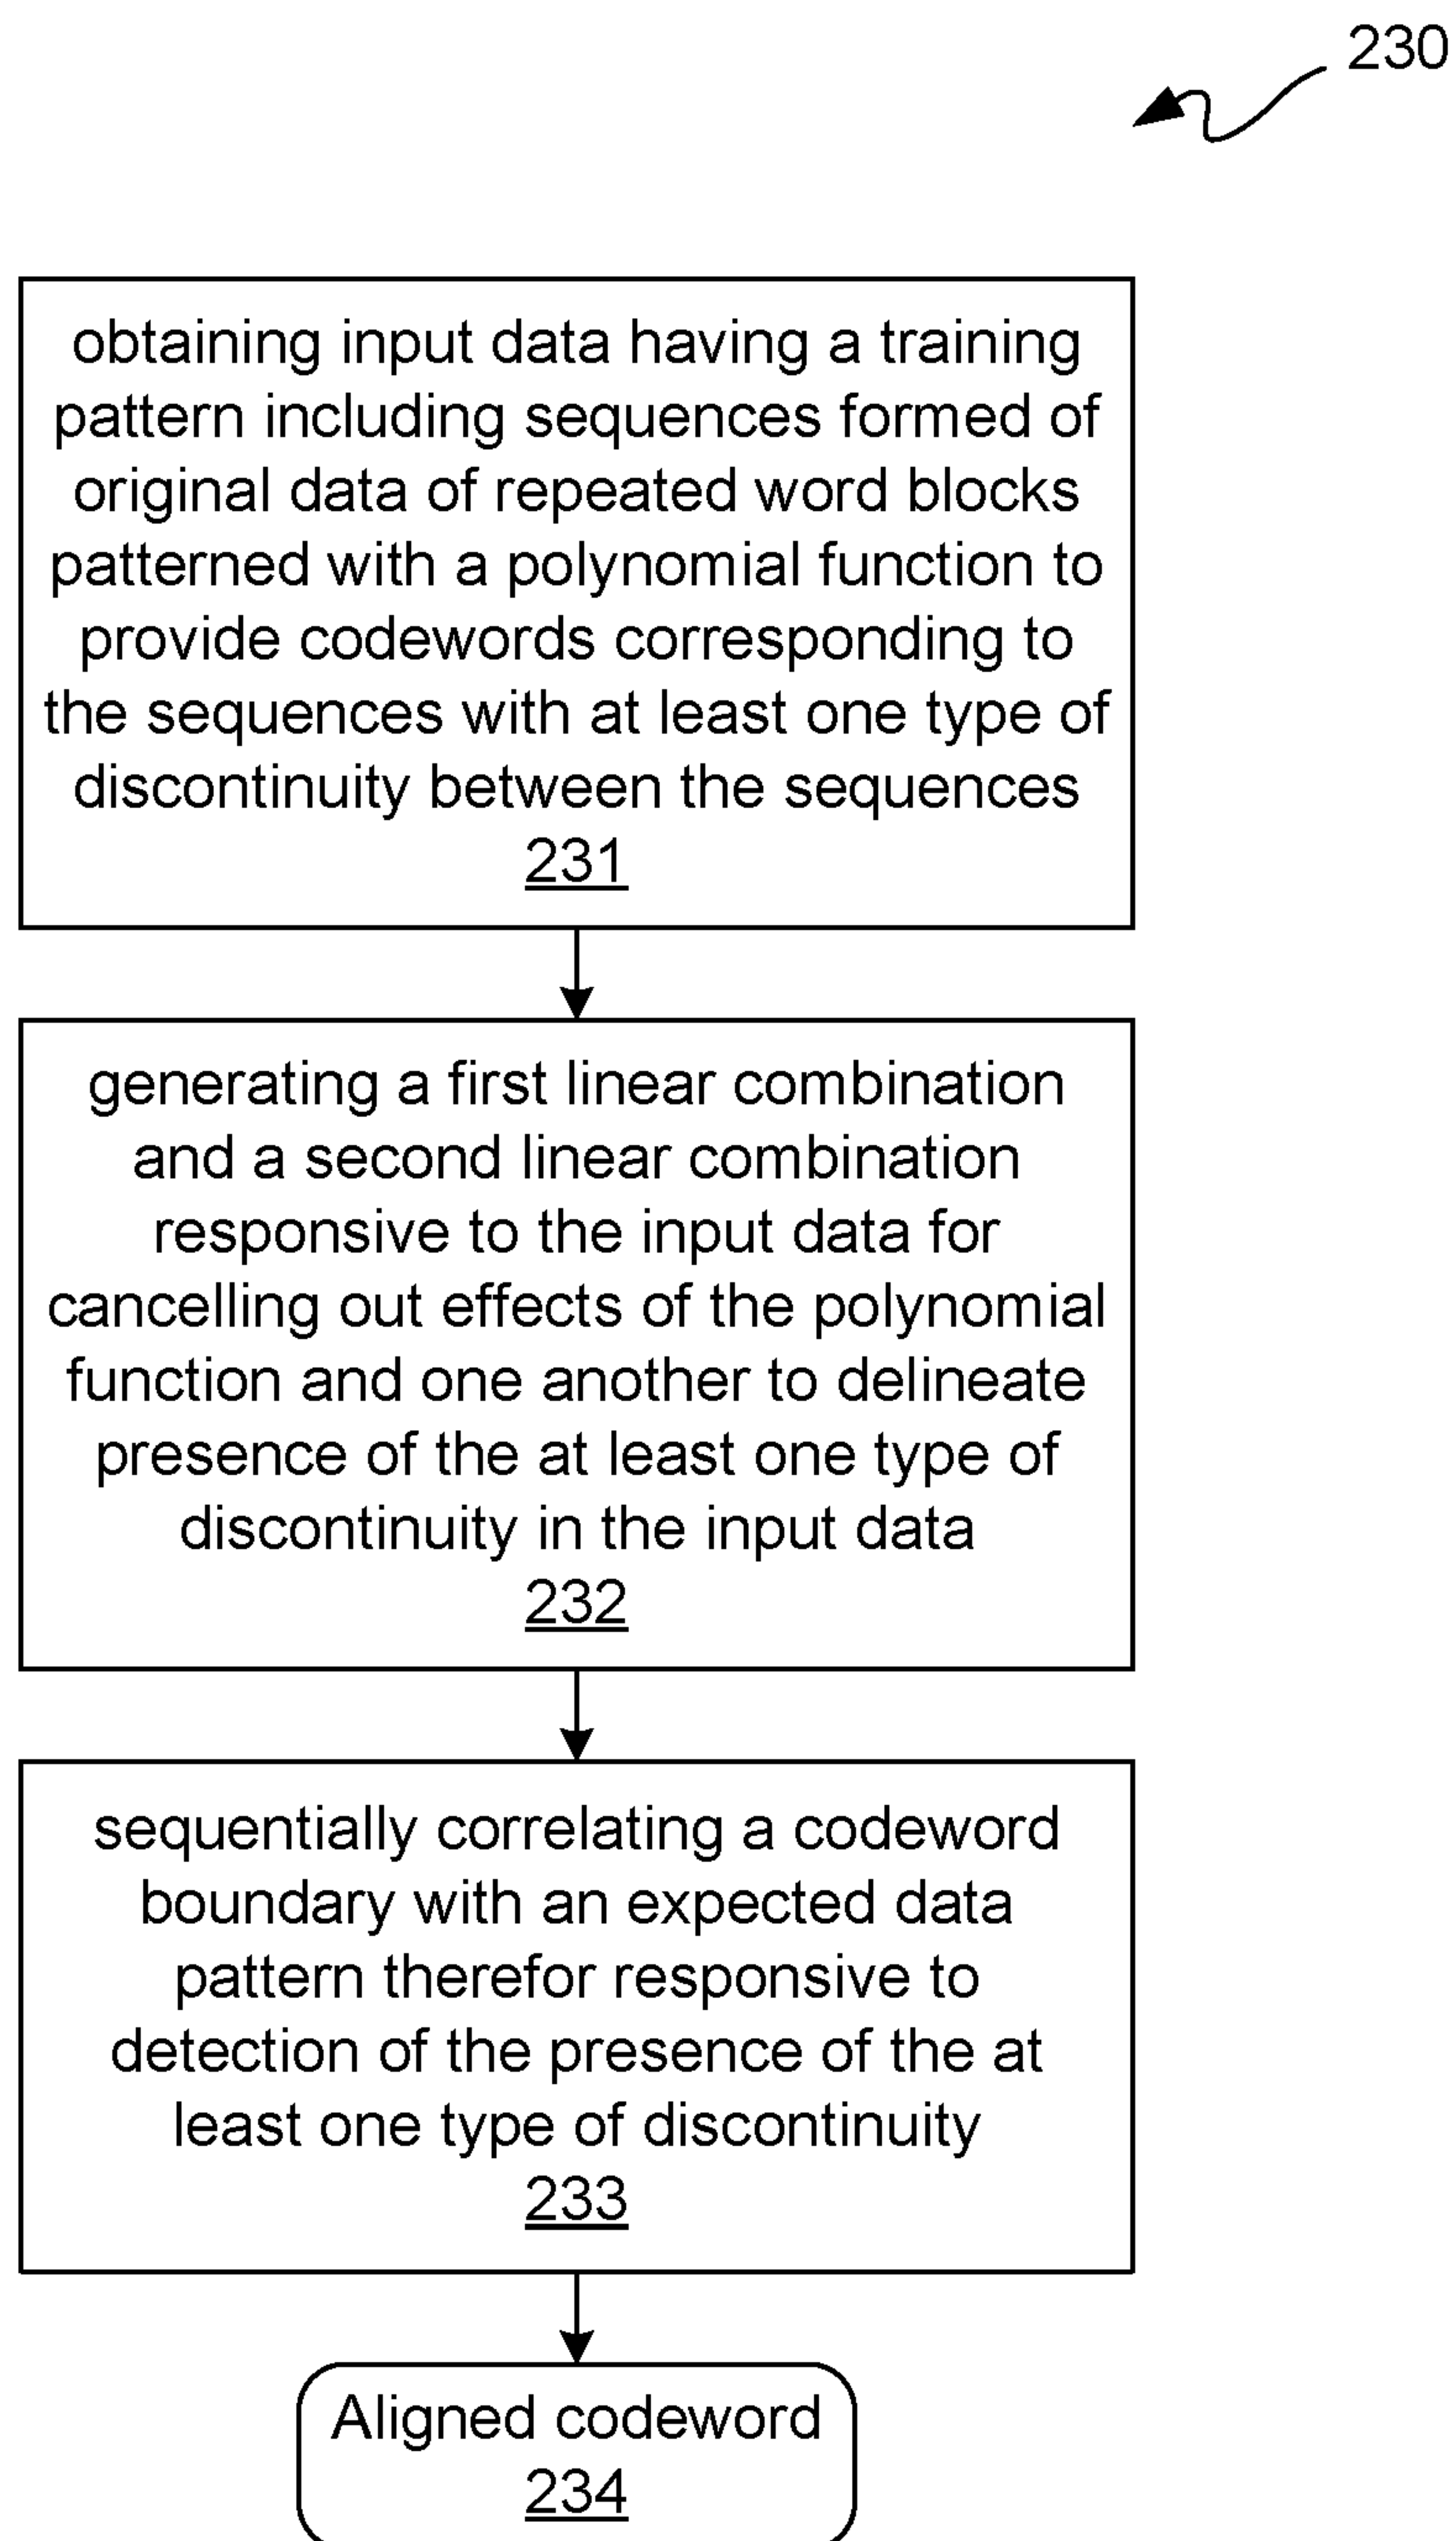 230
obtaining input data having a training
pattern including sequences formed of
original data of repeated word blocks
patterned with a polynomial function to
provide codewords corresponding to
the sequences with at least one type of
discontinuity between the sequences
231
generating a first linear combination
and a second linear combination
responsive to the input data for
cancelling out effects of the polynomial
function and one another to delineate
presence of the at least one type of
discontinuity in the input data
232
sequentially correlating a codeword
boundary with an expected data
pattern therefor responsive to
detection of the presence of the at
least one type of discontinuity
233
Aligned codeword
234